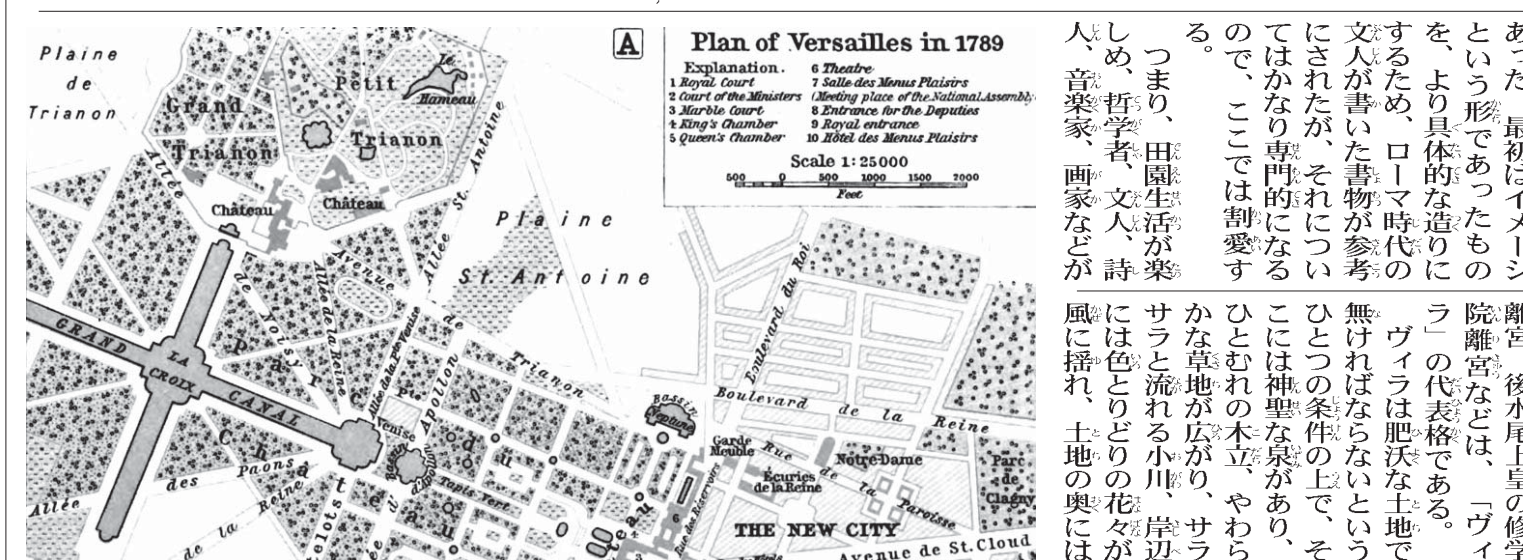 Plaine
de
Trianon
Grand
Trianon
Petit
Trianon
Le
Hameau
Allée
Château
Château
Allée St. Antoine
Plaine
St. Antoine
A
Plan of Versailles in 1789
Explanation.
1 Royal Court
2 Court of the Ministers
3 Marble Court
4 King's Chamber
5 Queen's Chamber
6 Theatre
7 Salle des Menus Plaisirs
(Meeting place of the National Assembly
8 Entrance for the Deputies
9 Royal entrance
10 Hôtel des Menus Plaisirs
Scale 1: 25000
500 0 500 1000 1500 2000
Feet
GRAND
LA
CROIX
CANAL
de Noisy
Allée de la Reine
Avenue
de
Trianon
Parc
Pte
Venise
Apollon
du
Château
Tapis Vert
Allée
des
Paons
de la Reine
Boulevard du Roi
Boulevard de la Reine
Bassin
Neptune
Garde
Meuble
Rue de la Paroisse
Écuries
de la Reine
Notre-Dame
Parc
de
Clagny
Rue des Réservoirs
6
THE NEW CITY
Avenue de St. Cloud
あった 最初はイメージ
という形であったもの
を、より具体的な造りに
するため、ローマ時代の
文人が書いた書物が参考
にされたが、それについ
てはかなり専門的になる
ので、ここでは割愛す
る。
つまり、田園生活が楽
しめ、哲学者、文人、詩
人、音楽家、画家などが
離宮 後水尾上皇の修学
院離宮などは、「ヴィ
ラ」の代表格である。
ヴィラは肥沃な土地で
無ければならないという
ひとつの条件の上で、そ
こには神聖な泉があり、
ひとむれの木立、やわら
かな草地が広がり、サラ
サラと流れる小川、岸辺
には色とりどりの花々が
風に揺れ、土地の奥には